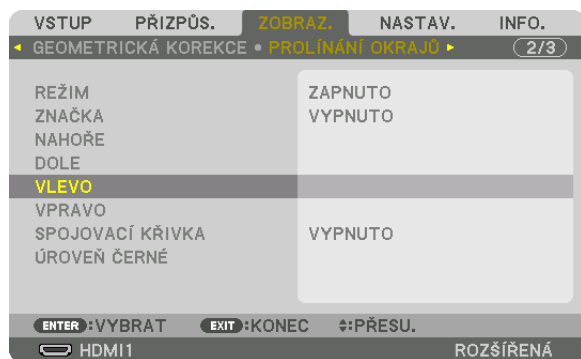 VSTUP PŘIZPŮS. ZOBRAZ. NASTAV. INFO.
GEOMETRICKÁ KOREKCE • PROLÍNÁNÍ OKRAJŮ 2/3
REŽIM ZAPNUTO
ZNAČKA VYPNUTO
NAHOŘE
DOLE
VLEVO
VPRAVO
SPOJOVACÍ KŘIVKA VYPNUTO
ÚROVEŇ ČERNÉ
ENTER :VYBRAT EXIT :KONEC :PŘESU.
HDMI1 ROZŠÍŘENÁ